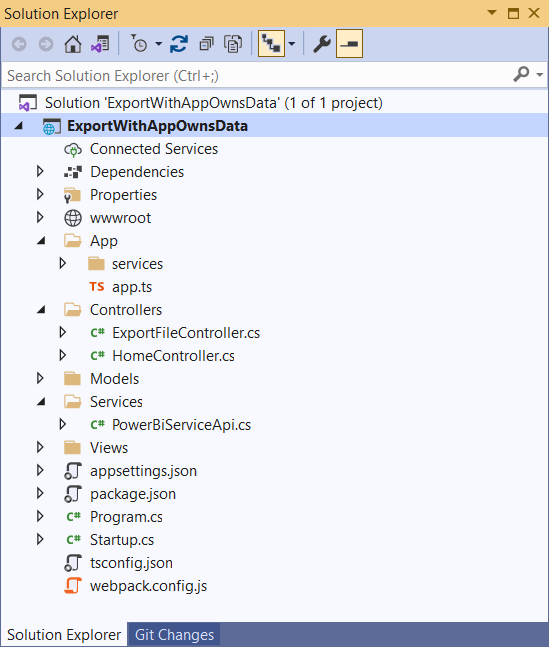 Solution Explorer
Search Solution Explorer (Ctrl+;)
Solution 'ExportWithAppOwnsData' (1 of 1 project)
ExportWithAppOwnsData
Connected Services
Dependencies
Properties
wwwroot
App
services
TS app.ts
Controllers
C# ExportFileController.cs
C# HomeController.cs
Models
Services
C# PowerBiServiceApi.cs
Views
appsettings.json
package.json
C# Program.cs
C# Startup.cs
tsconfig.json
webpack.config.js
Solution Explorer Git Changes